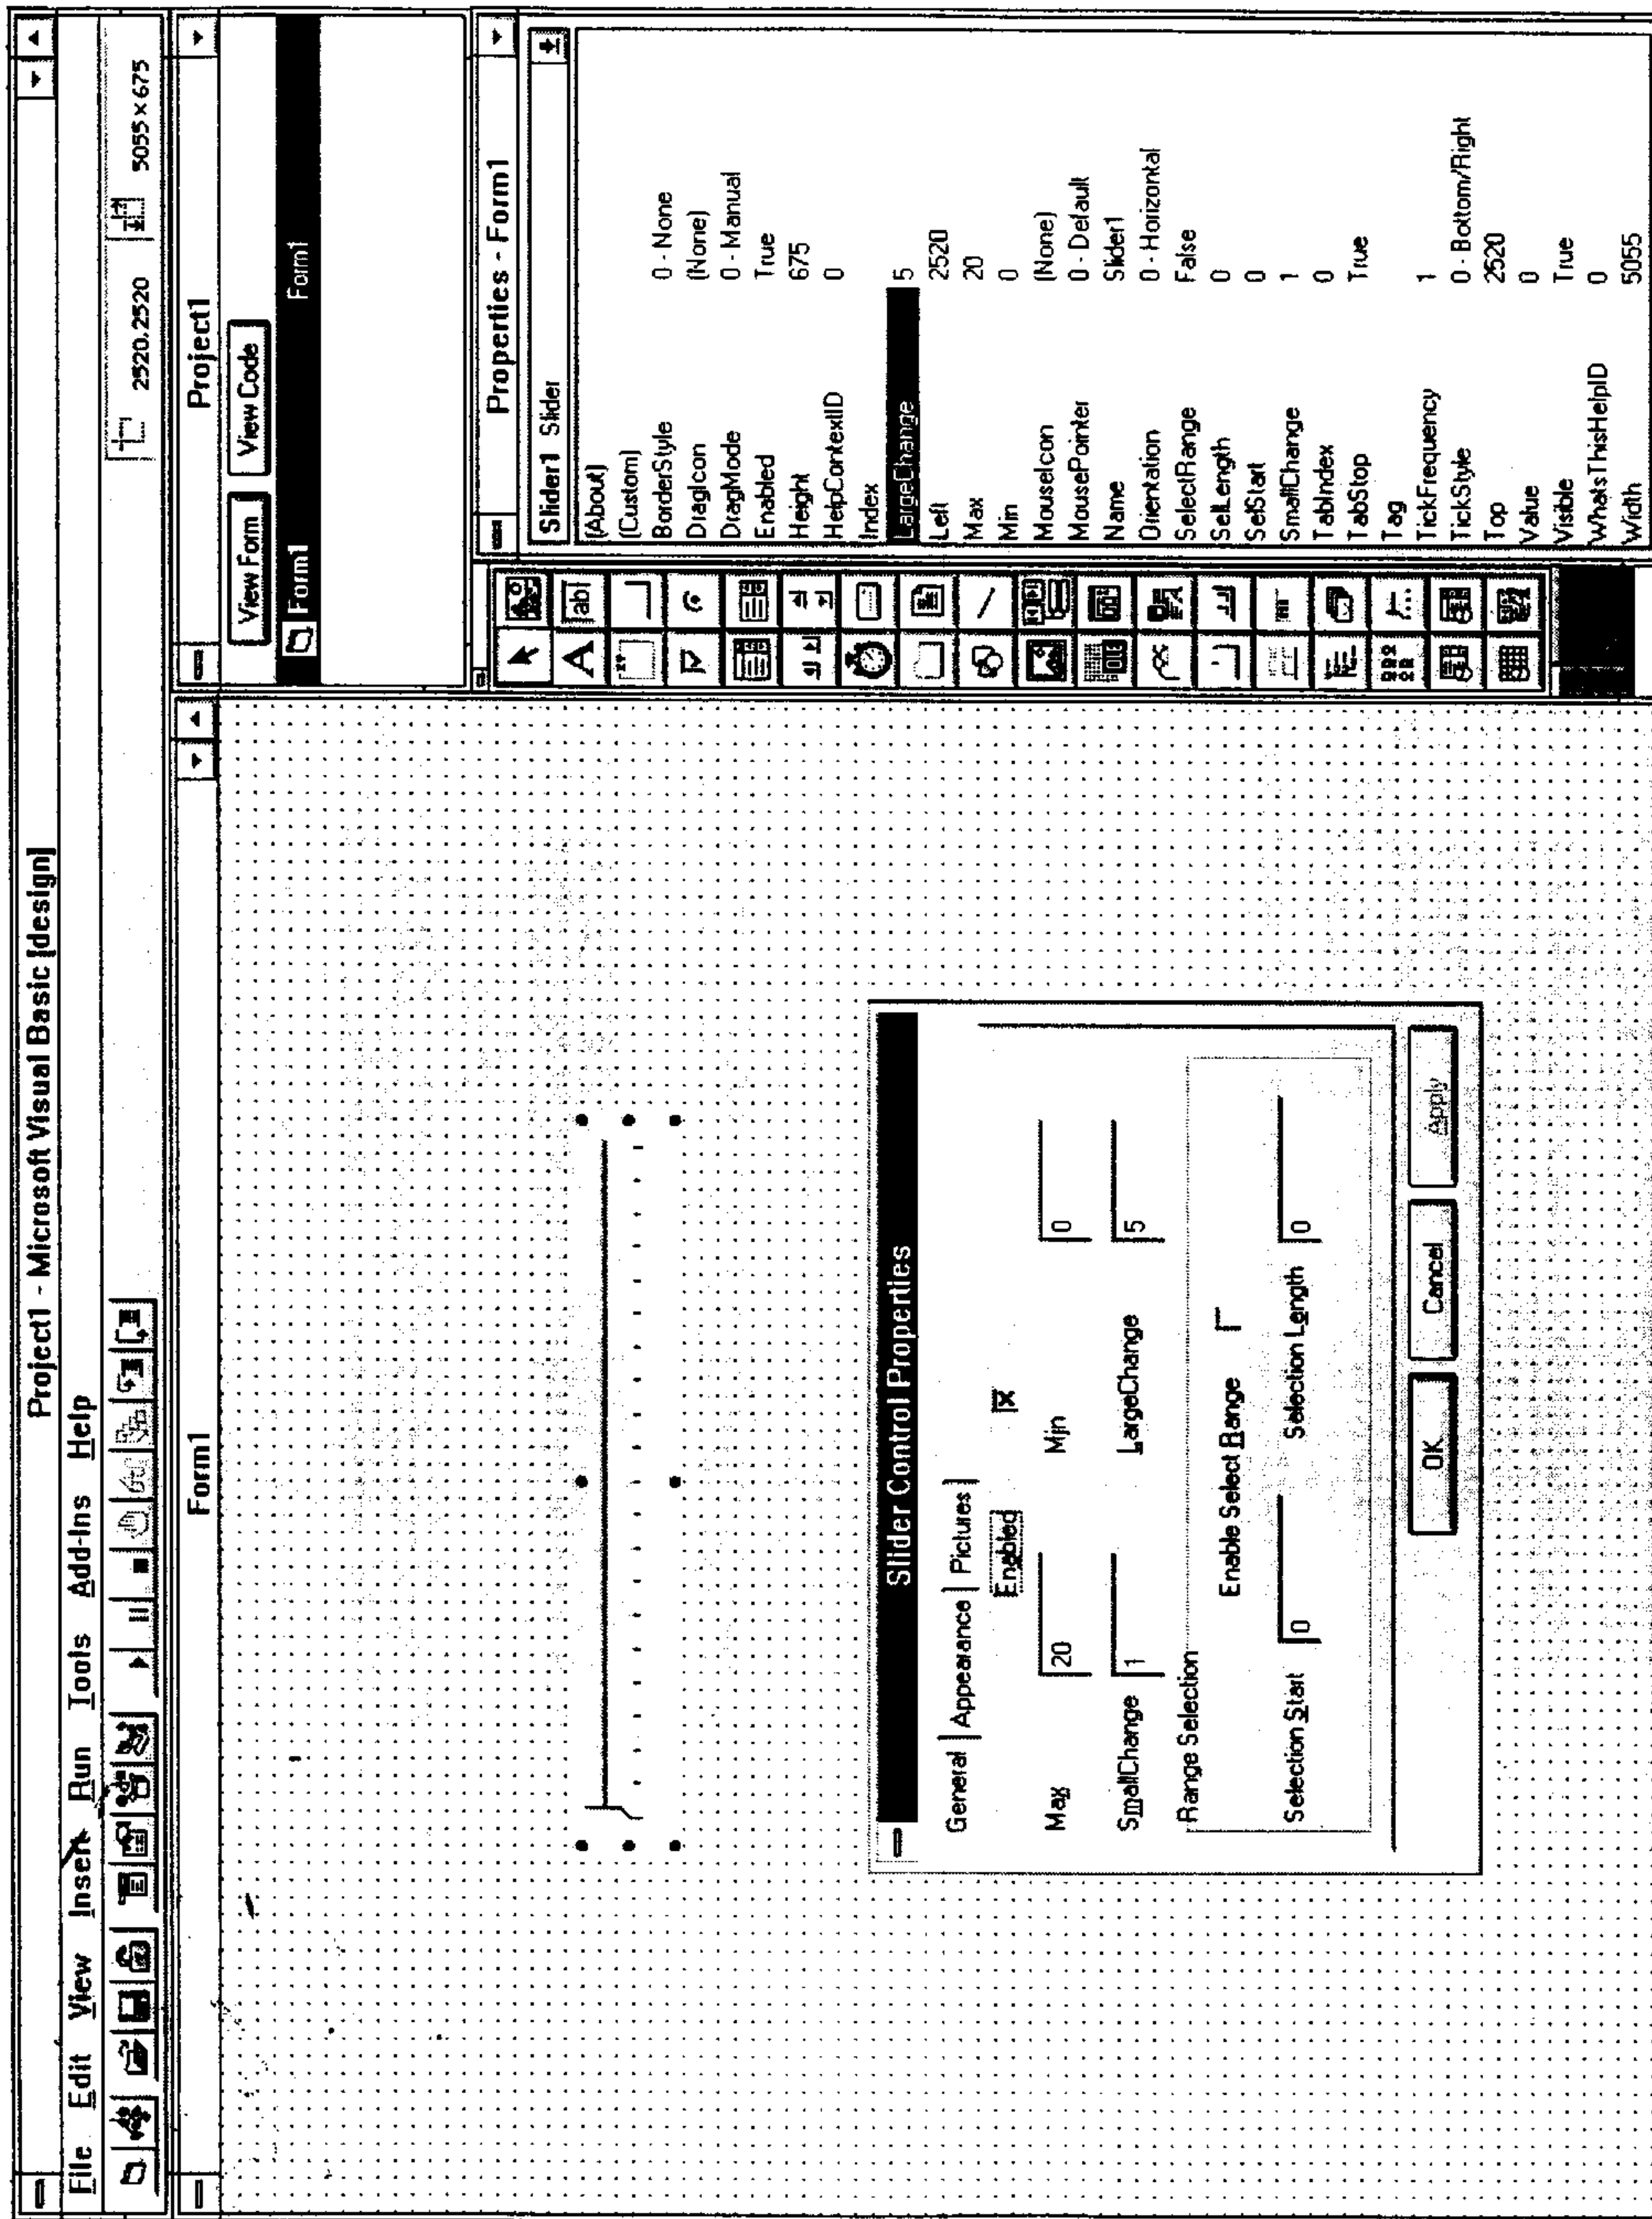 Project1 - Microsoft Visual Basic [design]
File Edit View Insert Run Tools Add-Ins Help
2520,2520 5055 × 675
Form1
Project1
View Form View Code
Form1 Form1
Properties - Form1
Slider1 Slider
(About)
(Custom)
BorderStyle 0 - None
DragIcon (None)
DragMode 0 - Manual
Enabled True
Height 675
HelpContextID 0
Index
LargeChange 5
Left 2520
Max 20
Min 0
MouseIcon (None)
MousePointer 0 - Default
Name Slider1
Orientation 0 - Horizontal
SelectRange False
SelLength 0
SelStart 0
SmallChange 1
TabIndex 0
TabStop True
Tag
TickFrequency 1
TickStyle 0 - Bottom/Right
Top 2520
Value 0
Visible True
WhatsThisHelpID 0
Width 5055
A abl
OLE
Slider Control Properties
General Appearance Pictures
Enabled
Max 20 Min 0
SmallChange 1 LargeChange 5
Range Selection
Enable Select Range
Selection Start 0 Selection Length 0
OK Cancel Apply